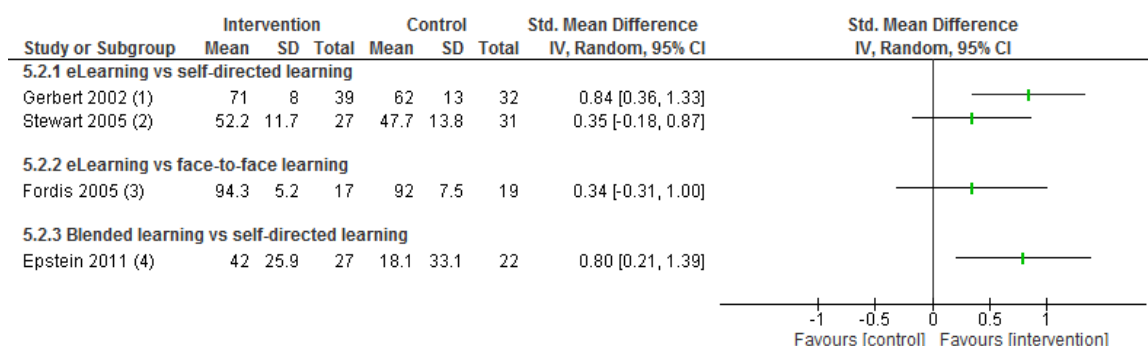 Intervention Control Std. Mean Difference Std. Mean Difference
Study or Subgroup Mean SD Total Mean SD Total IV, Random, 95% CI IV, Random, 95% CI
5.2.1 eLearning vs self-directed learning
Gerbert 2002 (1) 71 8 39 62 13 32 0.84 [0.36, 1.33]
Stewart 2005 (2) 52.2 11.7 27 47.7 13.8 31 0.35 [-0.18, 0.87]
5.2.2 eLearning vs face-to-face learning
Fordis 2005 (3) 94.3 5.2 17 92 7.5 19 0.34 [-0.31, 1.00]
5.2.3 Blended learning vs self-directed learning
Epstein 2011 (4) 42 25.9 27 18.1 33.1 22 0.80 [0.21, 1.39]
-1 -0.5 0 0.5 1
Favours [control] Favours [intervention]